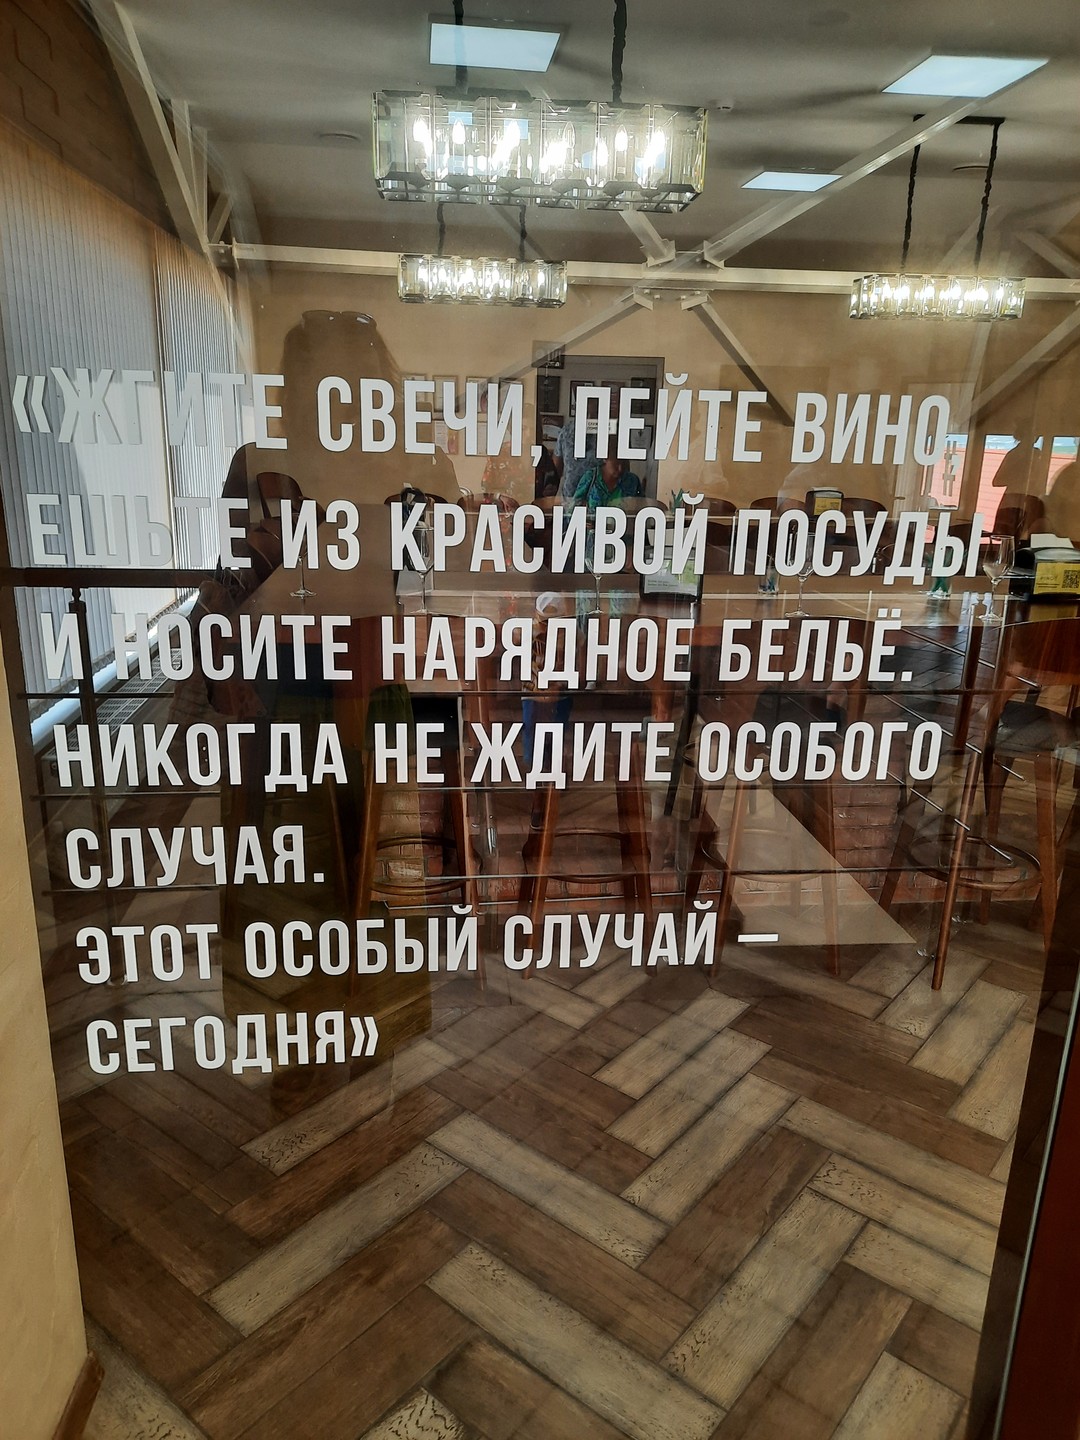 «ЖГИТЕ СВЕЧИ, ПЕЙТЕ ВИНО,
ЕШЬТЕ ИЗ КРАСИВОЙ ПОСУДЫ
И НОСИТЕ НАРЯДНОЕ БЕЛЬЁ.
НИКОГДА НЕ ЖДИТЕ ОСОБОГО
СЛУЧАЯ.
ЭТОТ ОСОБЫЙ СЛУЧАЙ –
СЕГОДНЯ»